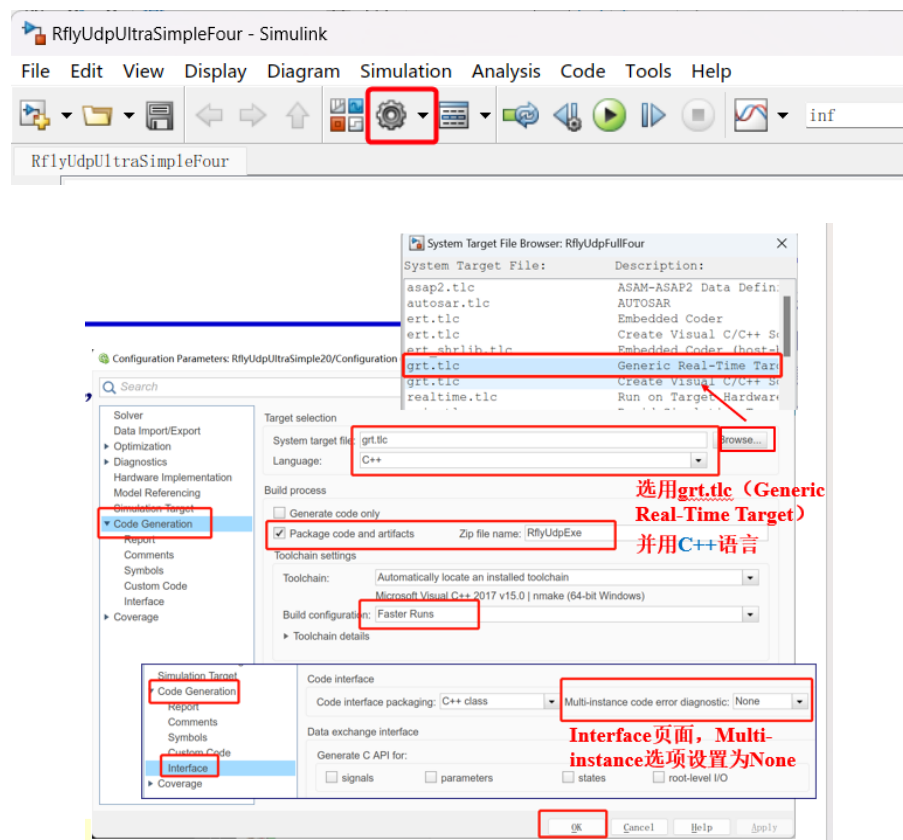 RflyUdpUltraSimpleFour - Simulink
File Edit View Display Diagram Simulation Analysis Code Tools Help
inf
RflyUdpUltraSimpleFour
System Target File Browser: RflyUdpFullFour
System Target File: Description:
asap2.tlc ASAM-ASAP2 Data Defin
autosar.tlc AUTOSAR
ert.tlc Embedded Coder
ert.tlc Create Visual C/C++ So
ert_shrlib.tlc Embedded Coder (host-
grt.tlc Generic Real-Time Targ
grt.tlc Create Visual C/C++ So
realtime.tlc Run on Target Hardware
Configuration Parameters: RflyUdpUltraSimple20/Configuration
Search
Solver
Data Import/Export
Optimization
Diagnostics
Hardware Implementation
Model Referencing
Simulation Target
Code Generation
Report
Comments
Symbols
Custom Code
Interface
Coverage
Target selection
System target file: grt.tlc Browse...
Language: C++
Build process
Generate code only
Package code and artifacts Zip file name: RflyUdpExe
Toolchain settings
Toolchain: Automatically locate an installed toolchain
Microsoft Visual C++ 2017 v15.0 | nmake (64-bit Windows)
Build configuration: Faster Runs
Toolchain details
选用grt.tlc（Generic
Real-Time Target）
并用C++语言
Simulation Target
Code Generation
Report
Comments
Symbols
Custom Code
Interface
Coverage
Code interface
Code interface packaging: C++ class Multi-instance code error diagnostic: None
Data exchange interface
Generate C API for:
signals parameters states root-level I/O
Interface页面，Multi-
instance选项设置为None
OK Cancel Help Apply